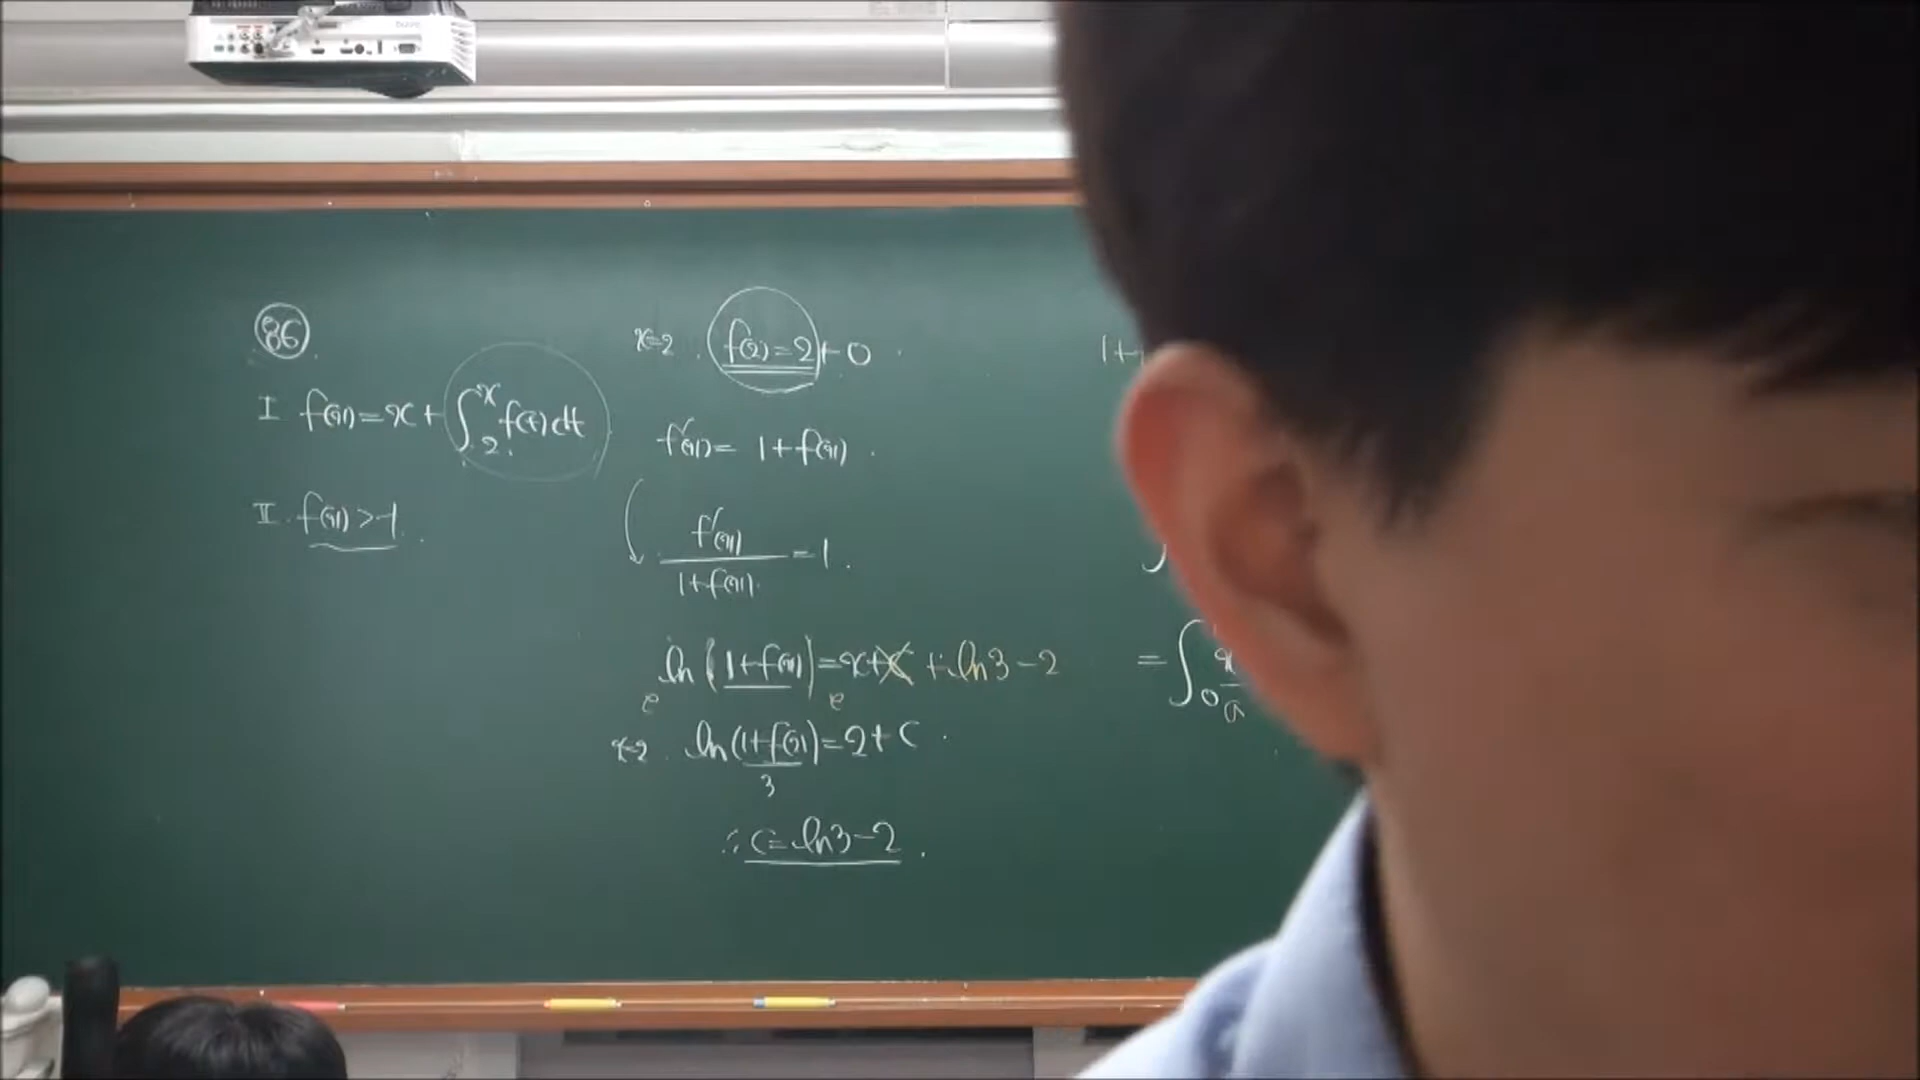 86
I f(x)=x+∫₂ˣ f(t)dt
II f(x)>-1
x=2 f(2)=2+0
f'(x)=1+f(x)
f'(x)/(1+f(x))=1
ln|1+f(x)|=x+C+ln3-2
e e
x=2 ln(1+f(2))=2+C
3
∴ C=ln3-2
1+
∫
=∫₀